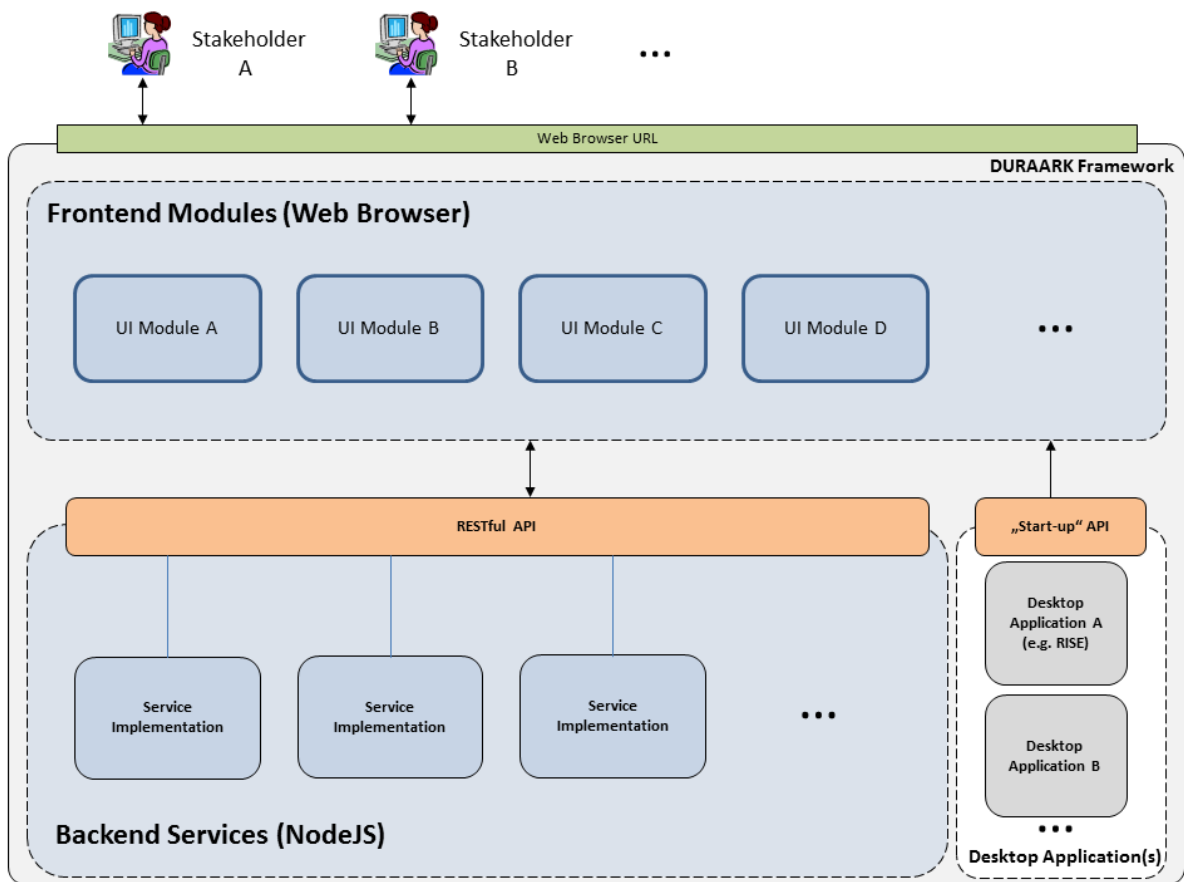 Stakeholder
A
Stakeholder
B
...
Web Browser URL
DURAARK Framework
Frontend Modules (Web Browser)
UI Module A
UI Module B
UI Module C
UI Module D
...
RESTful API
„Start-up“ API
Desktop
Application A
(e.g. RISE)
Service
Implementation
Service
Implementation
Service
Implementation
...
Desktop
Application B
...
Backend Services (NodeJS)
Desktop Application(s)